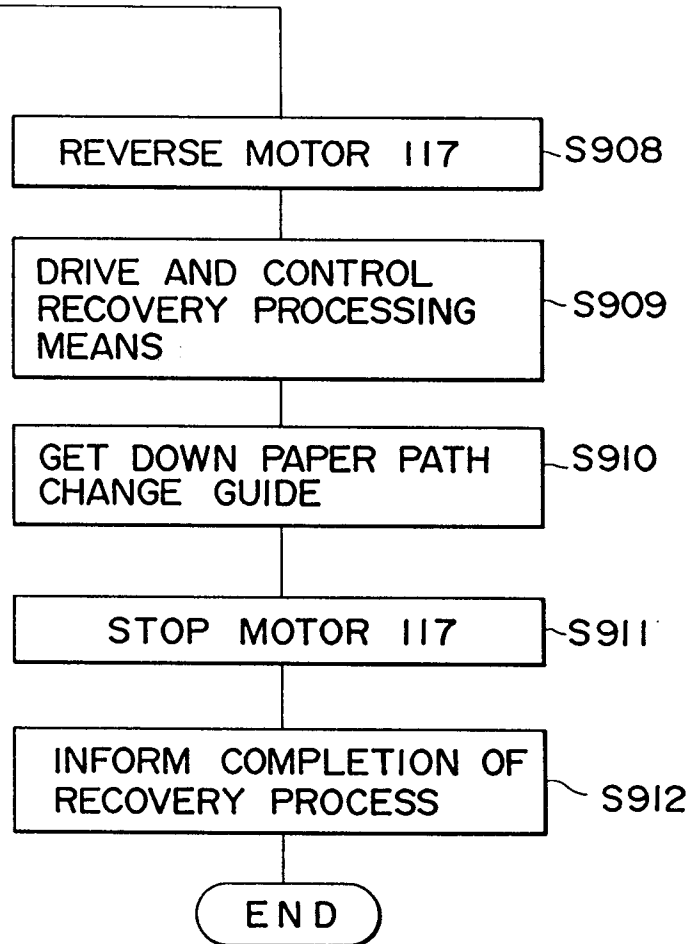 REVERSE MOTOR 117
S908
DRIVE AND CONTROL
RECOVERY PROCESSING
MEANS
S909
GET DOWN PAPER PATH
CHANGE GUIDE
S910
STOP MOTOR 117
S911
INFORM COMPLETION OF
RECOVERY PROCESS
S912
END